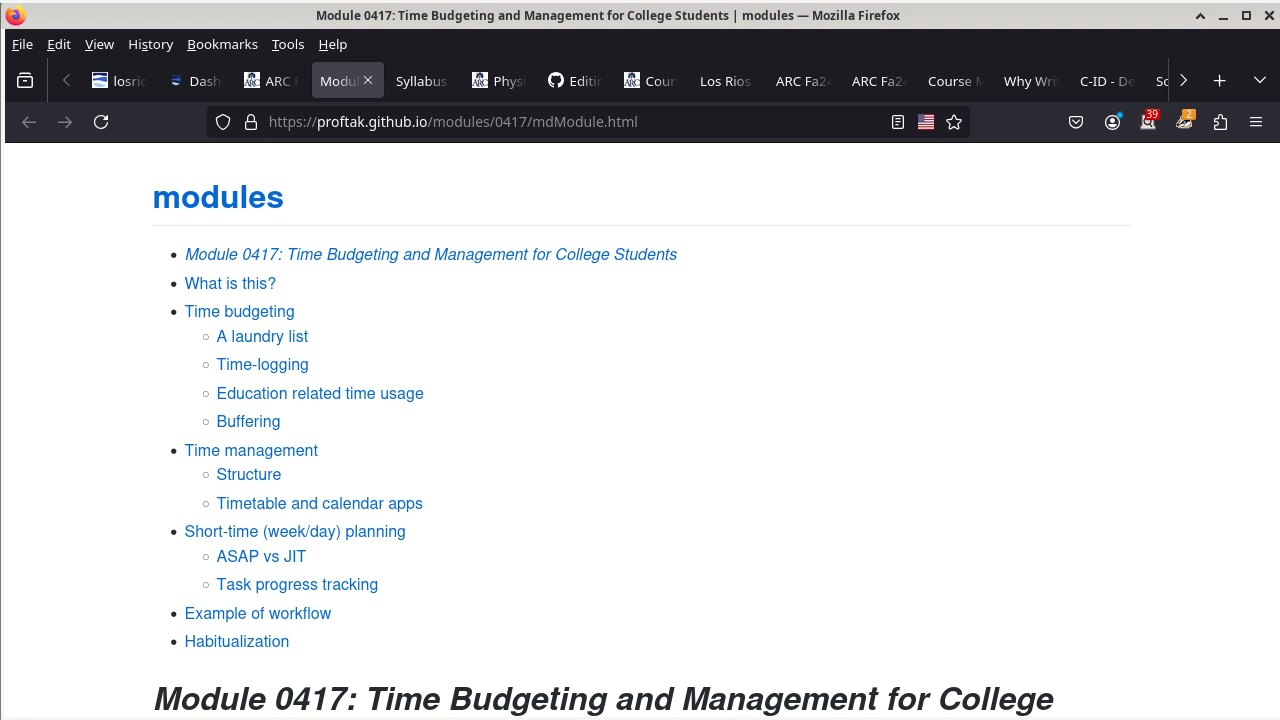 Module 0417: Time Budgeting and Management for College Students | modules — Mozilla Firefox
File Edit View History Bookmarks Tools Help
losric Dash ARC F Modul Syllabus Physi Editin Cours Los Rios ARC Fa24 ARC Fa24 Course M Why Writ C-ID - De Sc
https://proftak.github.io/modules/0417/mdModule.html 39 2
modules
Module 0417: Time Budgeting and Management for College Students
What is this?
Time budgeting
A laundry list
Time-logging
Education related time usage
Buffering
Time management
Structure
Timetable and calendar apps
Short-time (week/day) planning
ASAP vs JIT
Task progress tracking
Example of workflow
Habitualization
Module 0417: Time Budgeting and Management for College